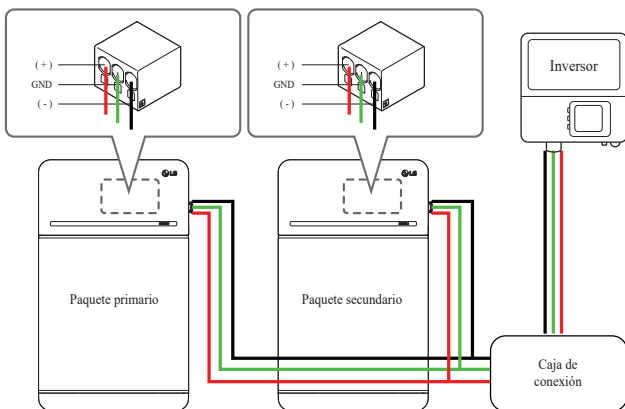 (+)
GND
(-)
(+)
GND
(-)
Inversor
LG
LG
Paquete primario
Paquete secundario
Caja de
conexión